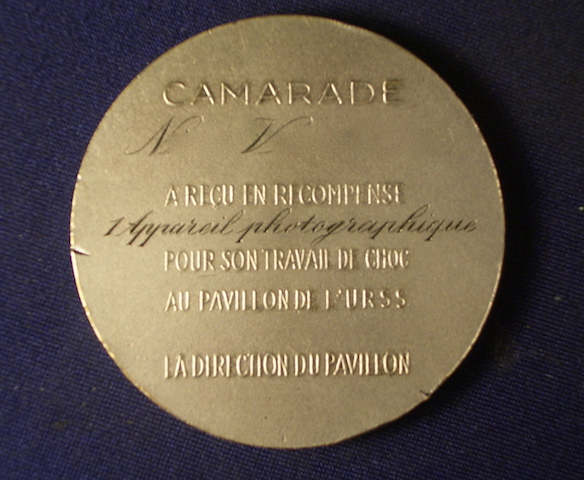 CAMARADE
N V
A REÇU EN RECOMPENSE
1 Appareil photographique
POUR SON TRAVAIL DE CHOC
AU PAVILLON DE L'URSS
LA DIRECTION DU PAVILLON